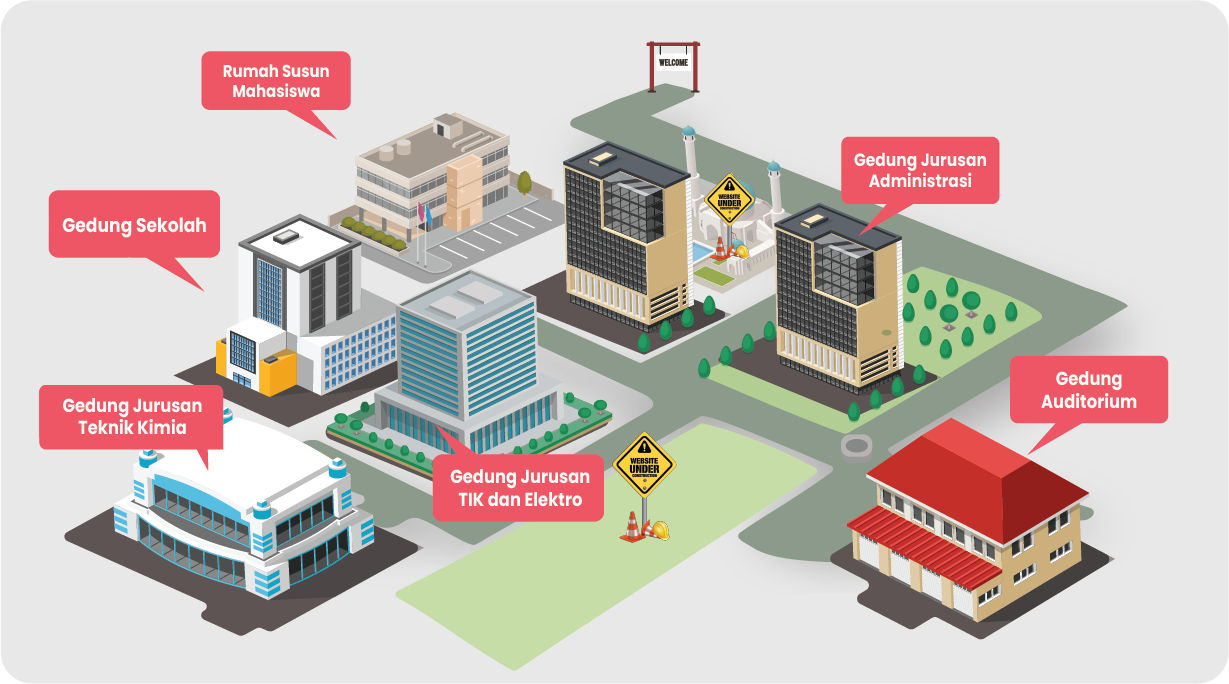 WELCOME
Rumah Susun
Mahasiswa
Gedung Jurusan
Administrasi
WEBSITE
UNDER
CONSTRUCTION
Gedung Sekolah
Gedung
Auditorium
Gedung Jurusan
Teknik Kimia
WEBSITE
UNDER
CONSTRUCTION
Gedung Jurusan
TIK dan Elektro